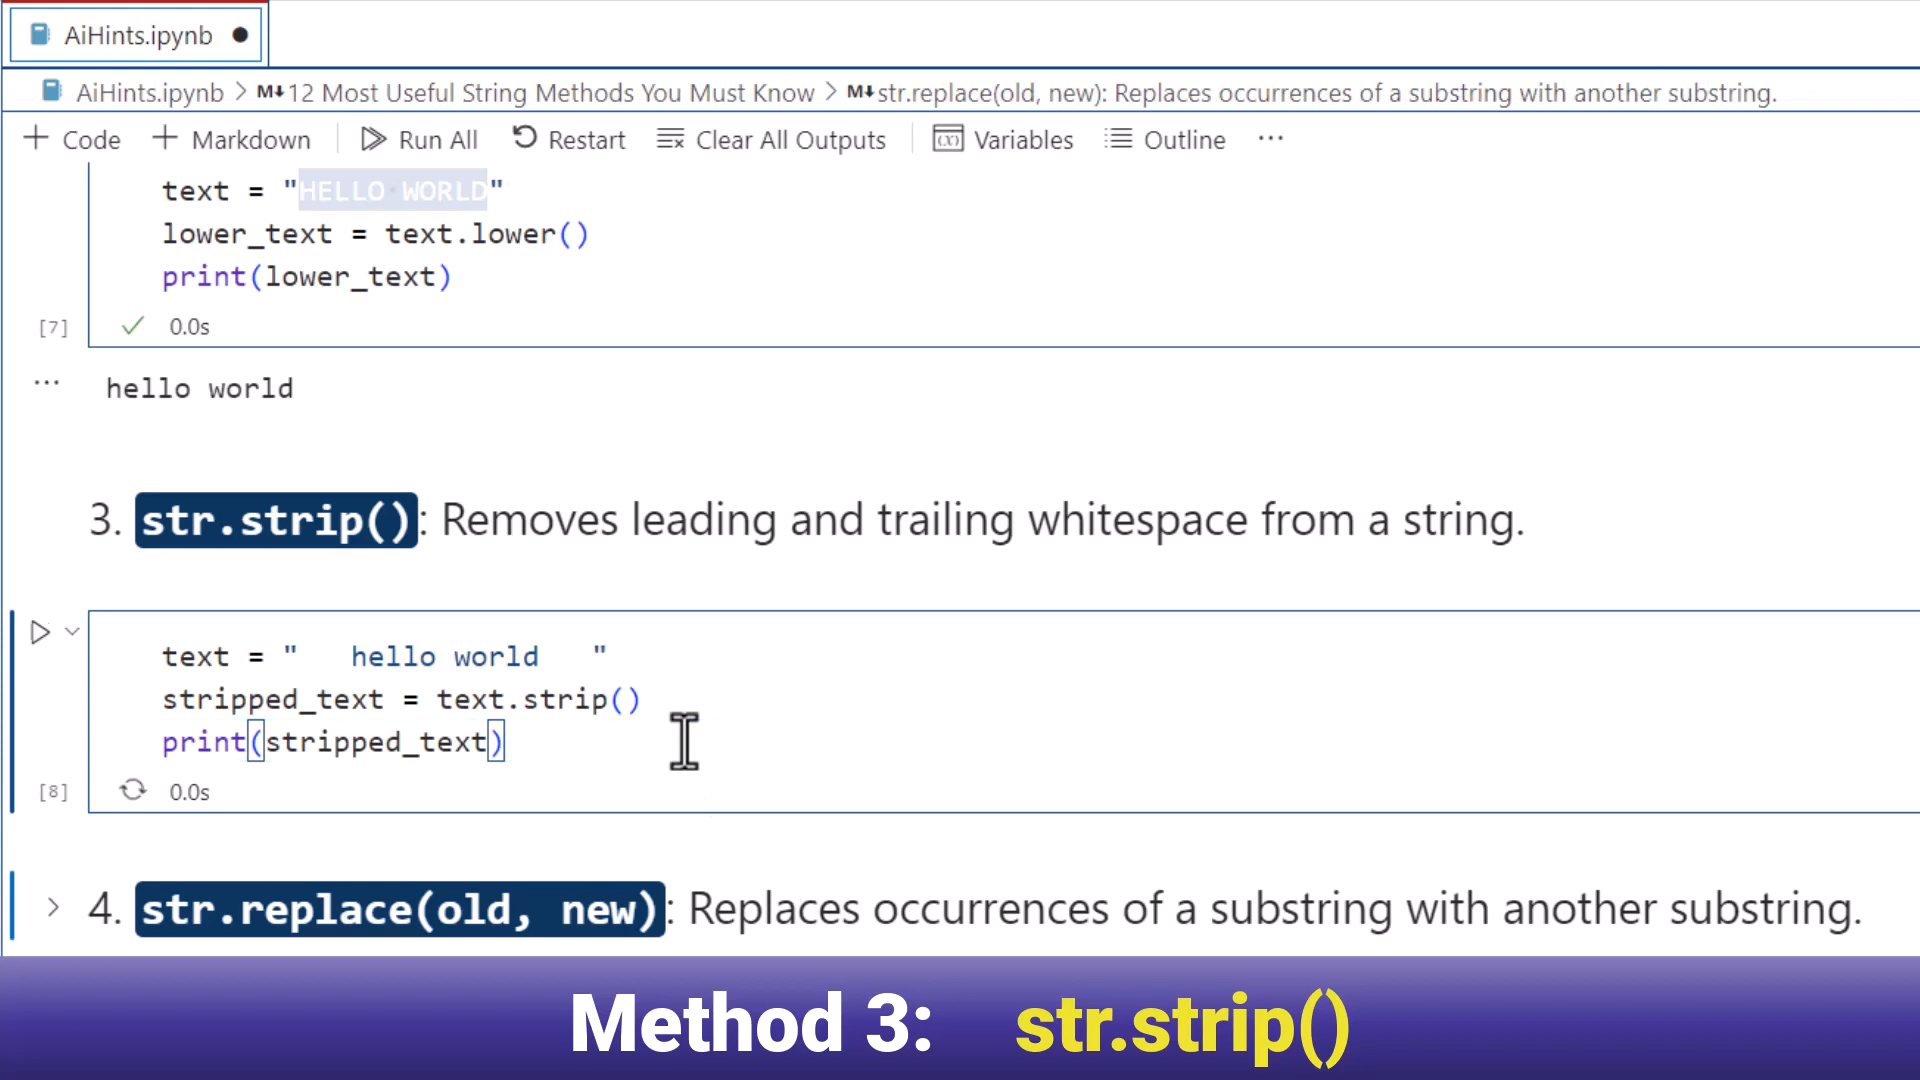 AiHints.ipynb
AiHints.ipynb > M↓ 12 Most Useful String Methods You Must Know > M↓ str.replace(old, new): Replaces occurrences of a substring with another substring.
+ Code + Markdown Run All Restart Clear All Outputs Variables Outline ...
text = "HELLO WORLD"
lower_text = text.lower()
print(lower_text)
[7] 0.0s
... hello world
3. str.strip(): Removes leading and trailing whitespace from a string.
text = "   hello world   "
stripped_text = text.strip()
print(stripped_text)
[8] 0.0s
> 4. str.replace(old, new): Replaces occurrences of a substring with another substring.
Method 3: str.strip()